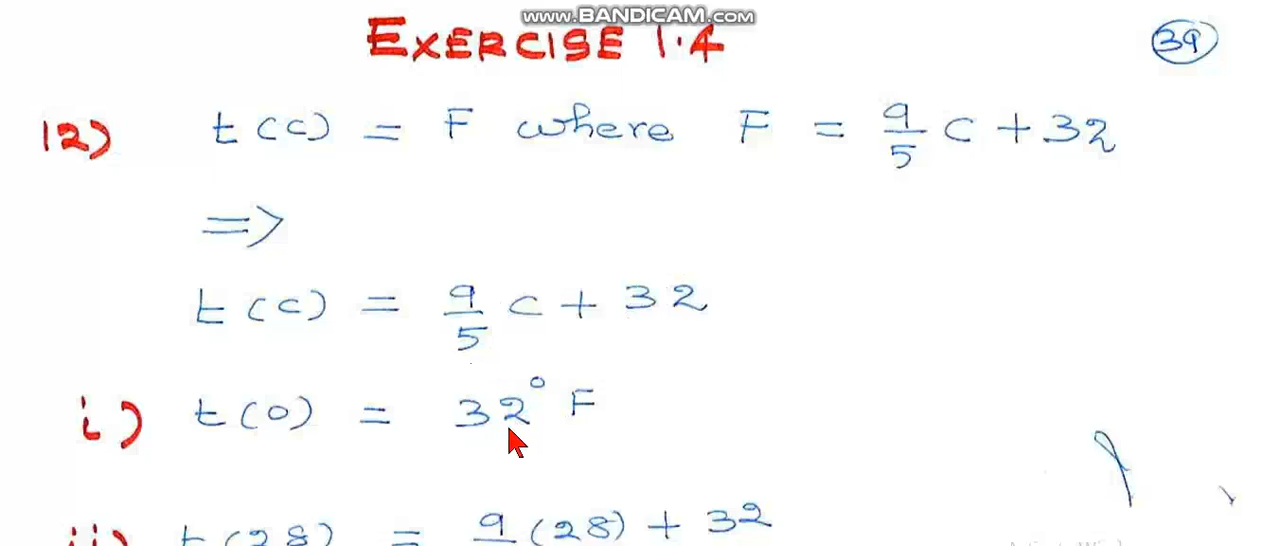 www.BANDICAM.com
EXERCISE 1.4
39
12) t(C) = F where F = 9/5 C + 32
=>
t(C) = 9/5 C + 32
i) t(0) = 32° F
ii) t(28) = 9 (28) + 32